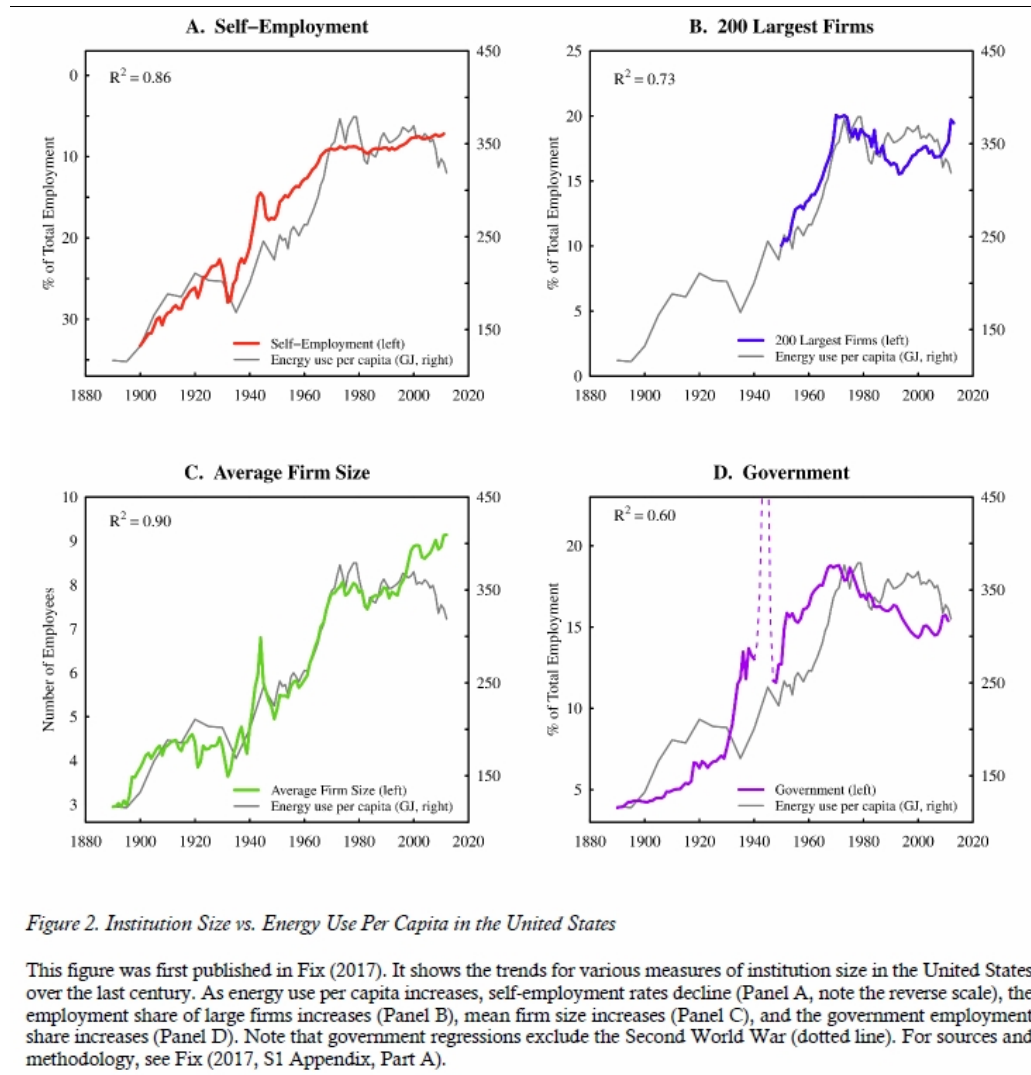 A. Self-Employment
R² = 0.86
% of Total Employment
0
10
20
30
450
350
250
150
Self-Employment (left)
Energy use per capita (GJ, right)
1880 1900 1920 1940 1960 1980 2000 2020
B. 200 Largest Firms
R² = 0.73
% of Total Employment
25
20
15
10
5
0
450
350
250
150
200 Largest Firms (left)
Energy use per capita (GJ, right)
1880 1900 1920 1940 1960 1980 2000 2020
C. Average Firm Size
R² = 0.90
Number of Employees
10
9
8
7
6
5
4
3
450
350
250
150
Average Firm Size (left)
Energy use per capita (GJ, right)
1880 1900 1920 1940 1960 1980 2000 2020
D. Government
R² = 0.60
% of Total Employment
20
15
10
5
450
350
250
150
Government (left)
Energy use per capita (GJ, right)
1880 1900 1920 1940 1960 1980 2000 2020
Figure 2. Institution Size vs. Energy Use Per Capita in the United States
This figure was first published in Fix (2017). It shows the trends for various measures of institution size in the United States
over the last century. As energy use per capita increases, self-employment rates decline (Panel A, note the reverse scale), the
employment share of large firms increases (Panel B), mean firm size increases (Panel C), and the government employment
share increases (Panel D). Note that government regressions exclude the Second World War (dotted line). For sources and
methodology, see Fix (2017, S1 Appendix, Part A).